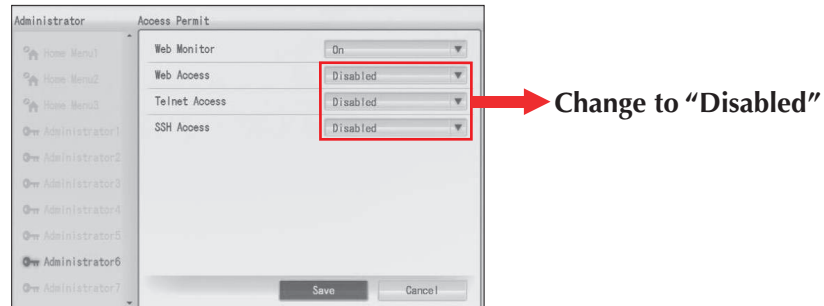 Administrator
Access Permit
Home Menu1
Home Menu2
Home Menu3
Administrator1
Administrator2
Administrator3
Administrator4
Administrator5
Administrator6
Administrator7
Web Monitor
On
Web Access
Disabled
Telnet Access
Disabled
SSH Access
Disabled
Save
Cancel
Change to “Disabled”